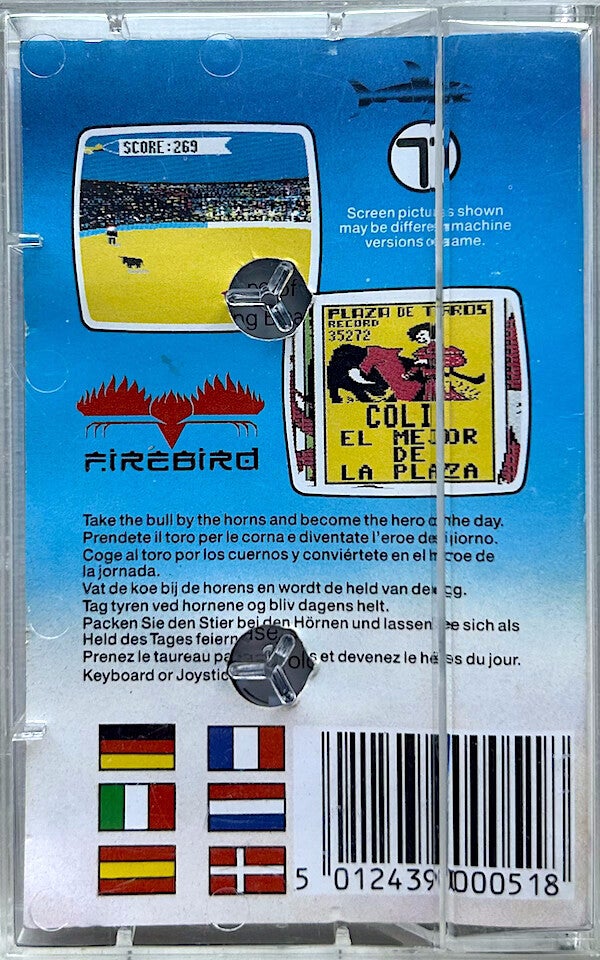 SCORE:269
Screen pictures shown
may be different machine
versions of game.
PLAZA DE TOROS
RECORD
35272
COLI
EL MEJOR
DE
LA PLAZA
FIREBIRD
Take the bull by the horns and become the hero of the day.
Prendete il toro per le corna e diventate l'eroe del giorno.
Coge al toro por los cuernos y conviértete en el héroe de
la jornada.
Vat de koe bij de horens en wordt de held van de dag.
Tag tyren ved hornene og bliv dagens helt.
Packen Sie den Stier bei den Hörnen und lassen Sie sich als
Held des Tages feiern
Prenez le taureau par et devenez le héros du jour.
Keyboard or Joystic
5 012439 000518